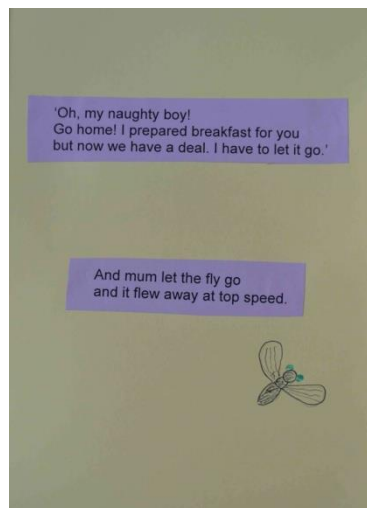 ‘Oh, my naughty boy!
Go home! I prepared breakfast for you
but now we have a deal. I have to let it go.’
And mum let the fly go
and it flew away at top speed.